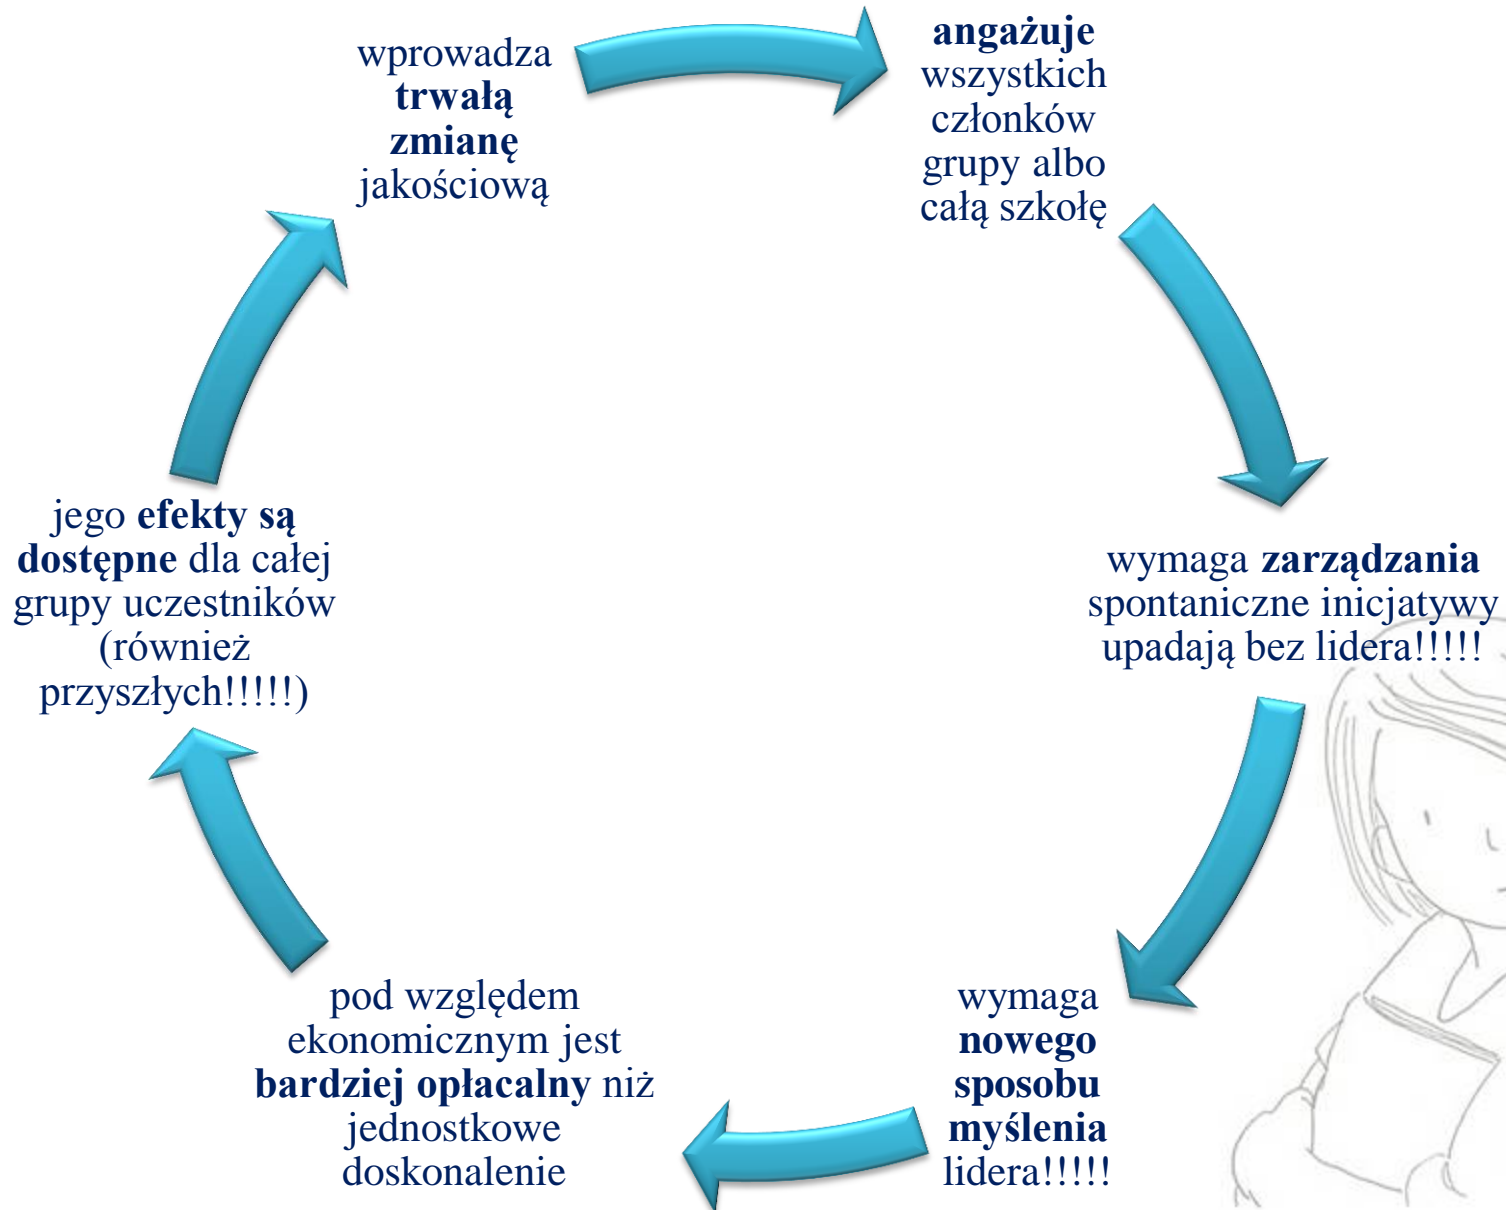 wprowadza
trwałą
zmianę
jakościową
angażuje
wszystkich
członków
grupy albo
całą szkołę
wymaga zarządzania
spontaniczne inicjatywy
upadają bez lidera!!!!!
wymaga
nowego
sposobu
myślenia
lidera!!!!!
pod względem
ekonomicznym jest
bardziej opłacalny niż
jednostkowe
doskonalenie
jego efekty są
dostępne dla całej
grupy uczestników
(również
przyszłych!!!!!)